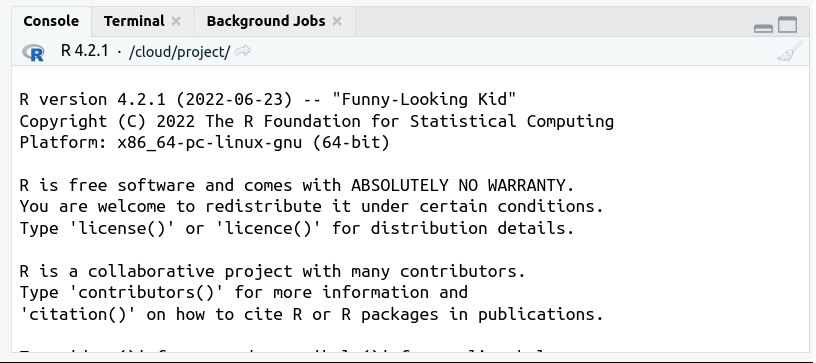 Console Terminal Background Jobs
R 4.2.1 · /cloud/project/
R version 4.2.1 (2022-06-23) -- "Funny-Looking Kid"
Copyright (C) 2022 The R Foundation for Statistical Computing
Platform: x86_64-pc-linux-gnu (64-bit)
R is free software and comes with ABSOLUTELY NO WARRANTY.
You are welcome to redistribute it under certain conditions.
Type 'license()' or 'licence()' for distribution details.
R is a collaborative project with many contributors.
Type 'contributors()' for more information and
'citation()' on how to cite R or R packages in publications.